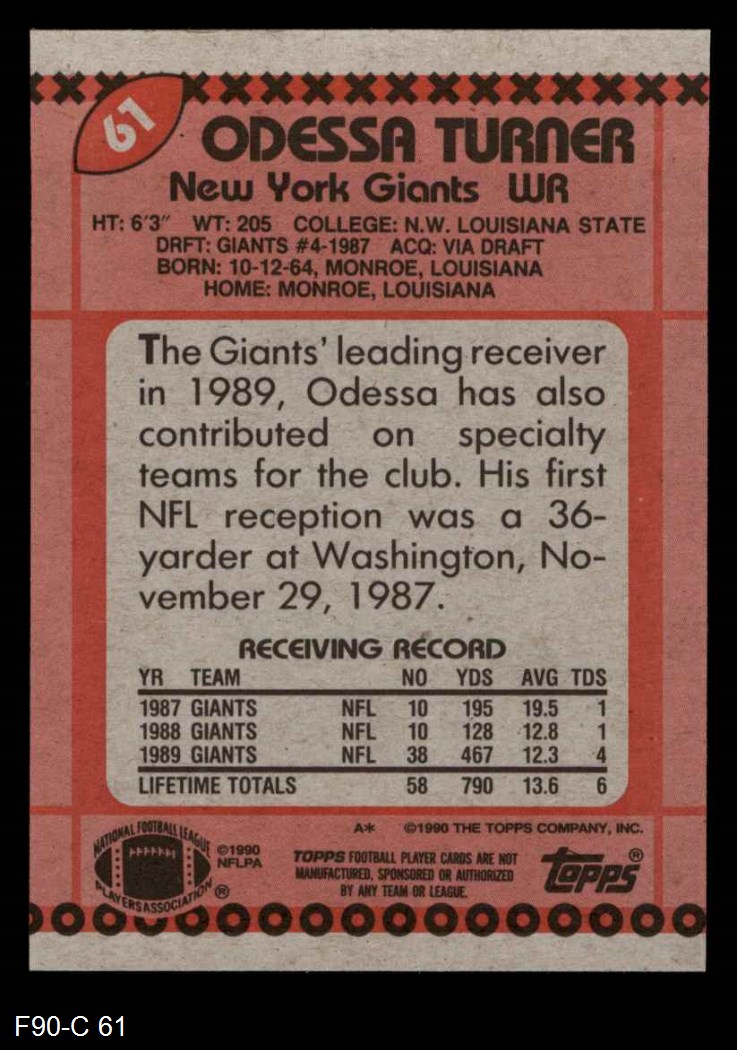 61
ODESSA TURNER
New York Giants WR
HT: 6'3" WT: 205 COLLEGE: N.W. LOUISIANA STATE
DRFT: GIANTS #4-1987 ACQ: VIA DRAFT
BORN: 10-12-64, MONROE, LOUISIANA
HOME: MONROE, LOUISIANA
The Giants' leading receiver
in 1989, Odessa has also
contributed on specialty
teams for the club. His first
NFL reception was a 36-
yarder at Washington, No-
vember 29, 1987.
RECEIVING RECORD
YR TEAM NO YDS AVG TDS
1987 GIANTS NFL 10 195 19.5 1
1988 GIANTS NFL 10 128 12.8 1
1989 GIANTS NFL 38 467 12.3 4
LIFETIME TOTALS 58 790 13.6 6
A* ©1990 THE TOPPS COMPANY, INC.
NATIONAL FOOTBALL LEAGUE
PLAYERS ASSOCIATION ®
©1990
NFLPA
TOPPS FOOTBALL PLAYER CARDS ARE NOT
MANUFACTURED, SPONSORED OR AUTHORIZED
BY ANY TEAM OR LEAGUE.
Topps®
F90-C 61